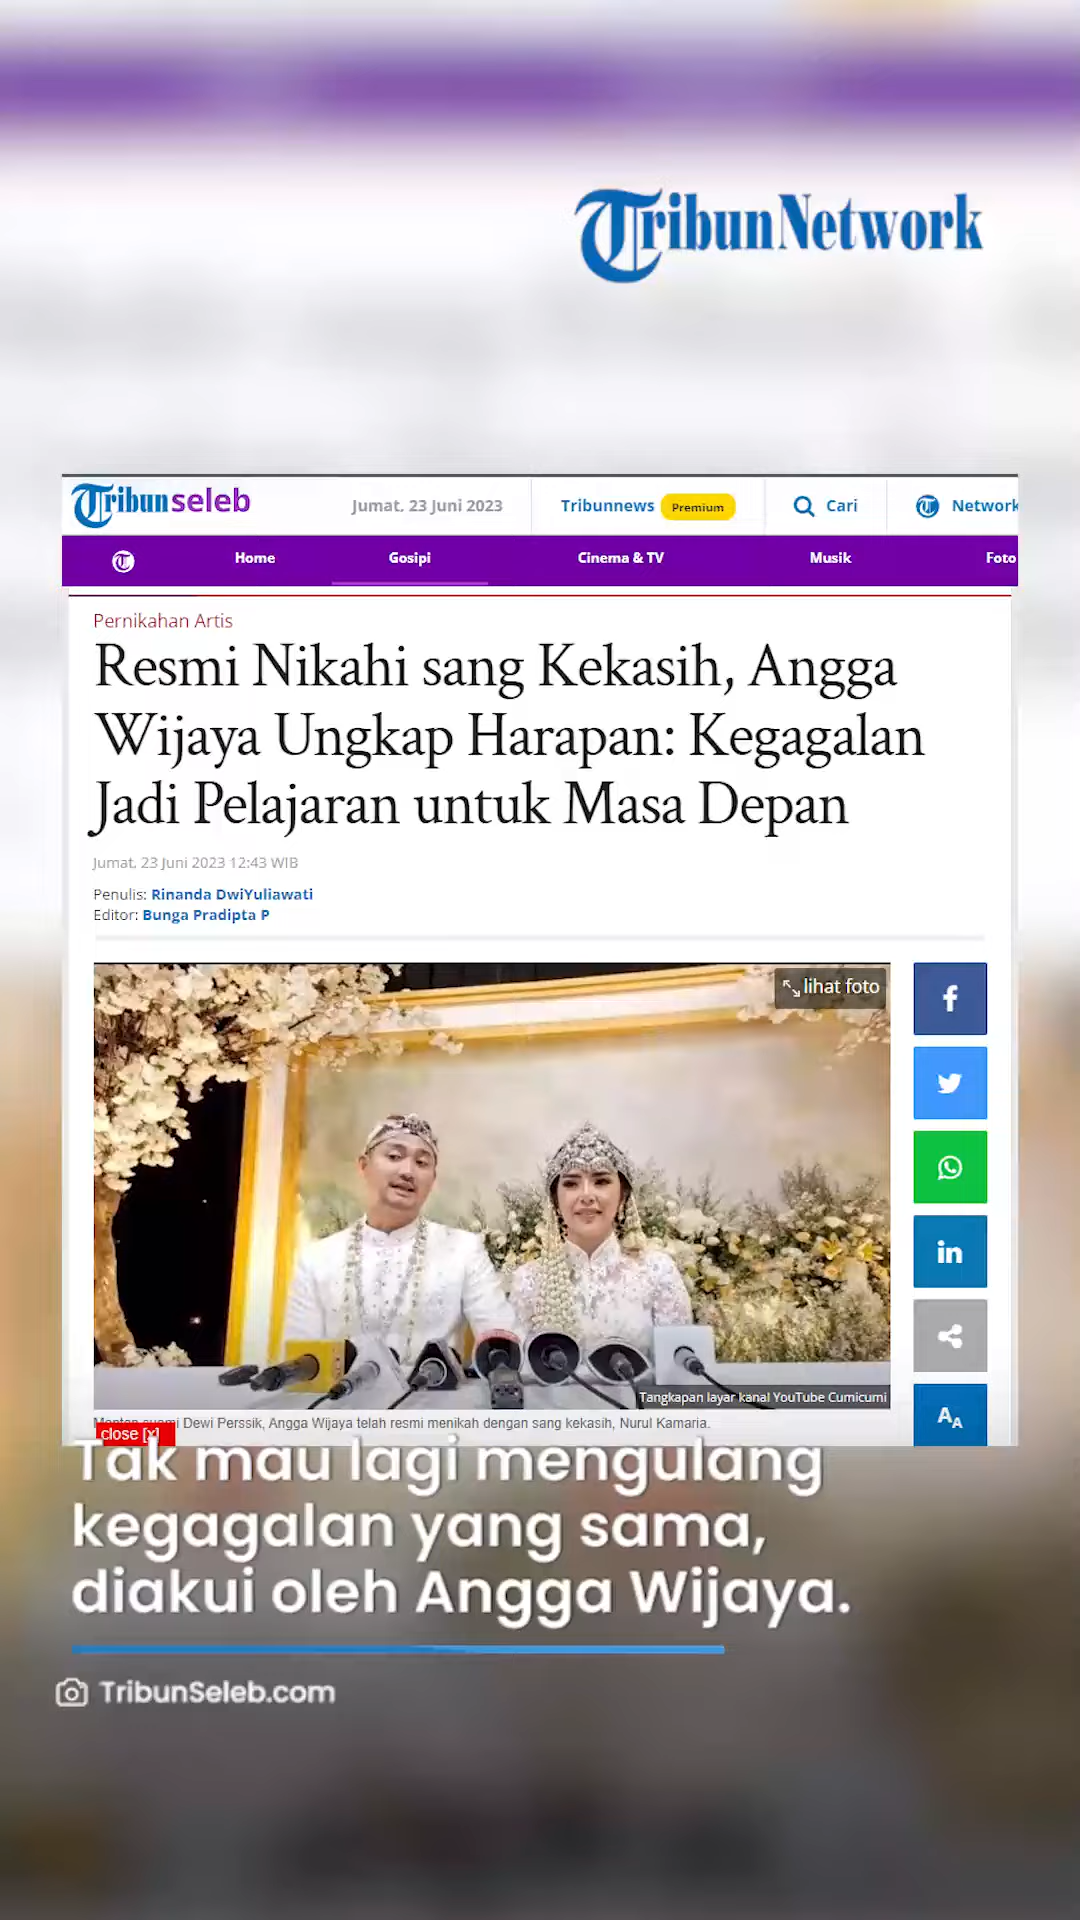 Tribun Network
Tribun seleb
Jumat, 23 Juni 2023
Tribunnews Premium
Cari
Network
Home
Gosipi
Cinema & TV
Musik
Foto
Pernikahan Artis
Resmi Nikahi sang Kekasih, Angga
Wijaya Ungkap Harapan: Kegagalan
Jadi Pelajaran untuk Masa Depan
Jumat, 23 Juni 2023 12:43 WIB
Penulis: Rinanda DwiYuliawati
Editor: Bunga Pradipta P
lihat foto
Tangkapan layar kanal YouTube Cumicumi
Dewi Perssik, Angga Wijaya telah resmi menikah dengan sang kekasih, Nurul Kamaria.
close [x]
Tak mau lagi mengulang
kegagalan yang sama,
diakui oleh Angga Wijaya.
TribunSeleb.com